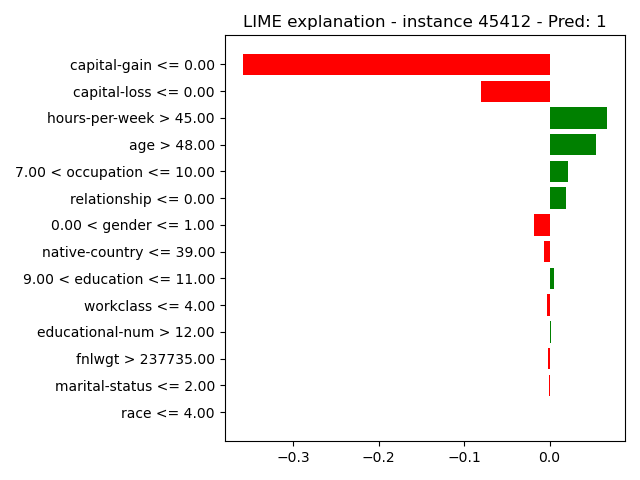 LIME explanation - instance 45412 - Pred: 1
capital-gain <= 0.00
capital-loss <= 0.00
hours-per-week > 45.00
age > 48.00
7.00 < occupation <= 10.00
relationship <= 0.00
0.00 < gender <= 1.00
native-country <= 39.00
9.00 < education <= 11.00
workclass <= 4.00
educational-num > 12.00
fnlwgt > 237735.00
marital-status <= 2.00
race <= 4.00
−0.3 −0.2 −0.1 0.0